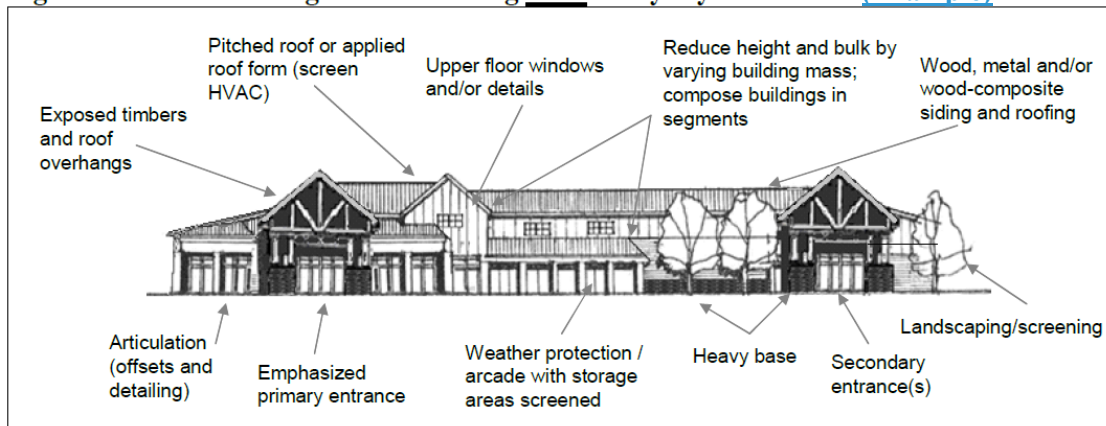 Pitched roof or applied
roof form (screen
HVAC)
Upper floor windows
and/or details
Reduce height and bulk by
varying building mass;
compose buildings in
segments
Wood, metal and/or
wood-composite
siding and roofing
Exposed timbers
and roof
overhangs
Articulation
(offsets and
detailing)
Emphasized
primary entrance
Weather protection /
arcade with storage
areas screened
Heavy base
Secondary
entrance(s)
Landscaping/screening